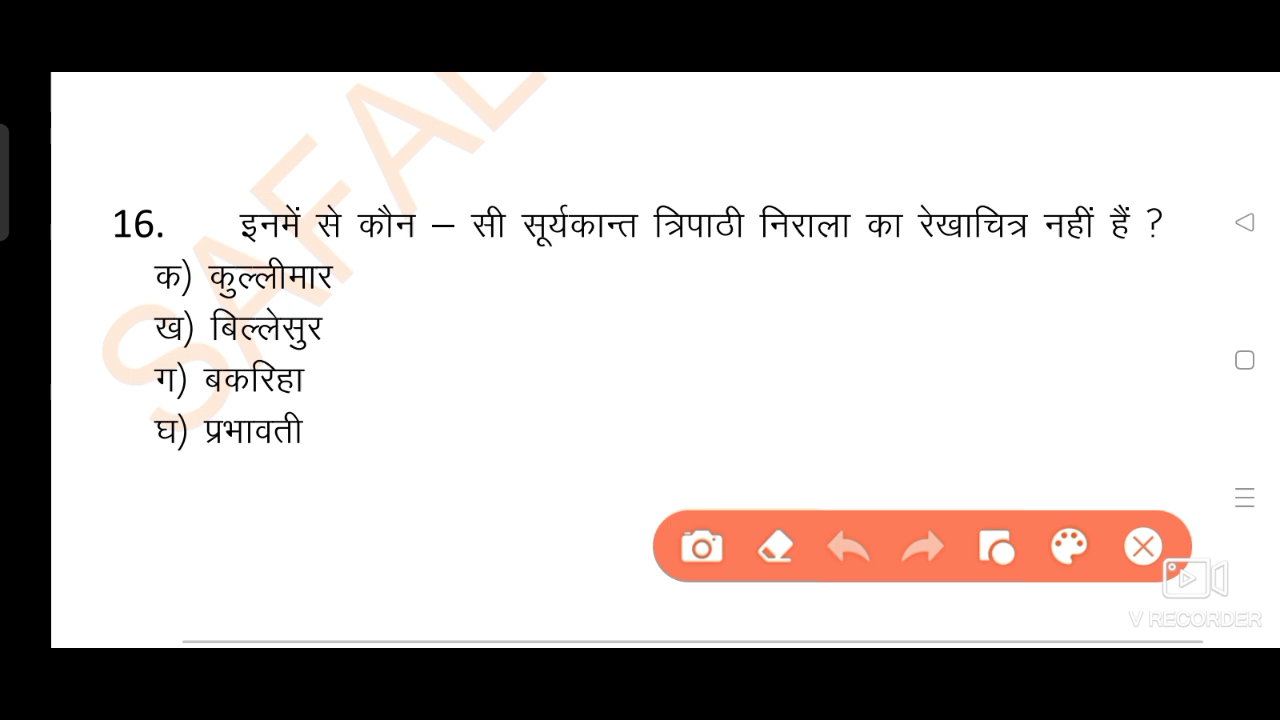 SAFAL
16. इनमें से कौन – सी सूर्यकान्त त्रिपाठी निराला का रेखाचित्र नहीं हैं ?
क) कुल्लीमार
ख) बिल्लेसुर
ग) बकरिहा
घ) प्रभावती
V RECORDER